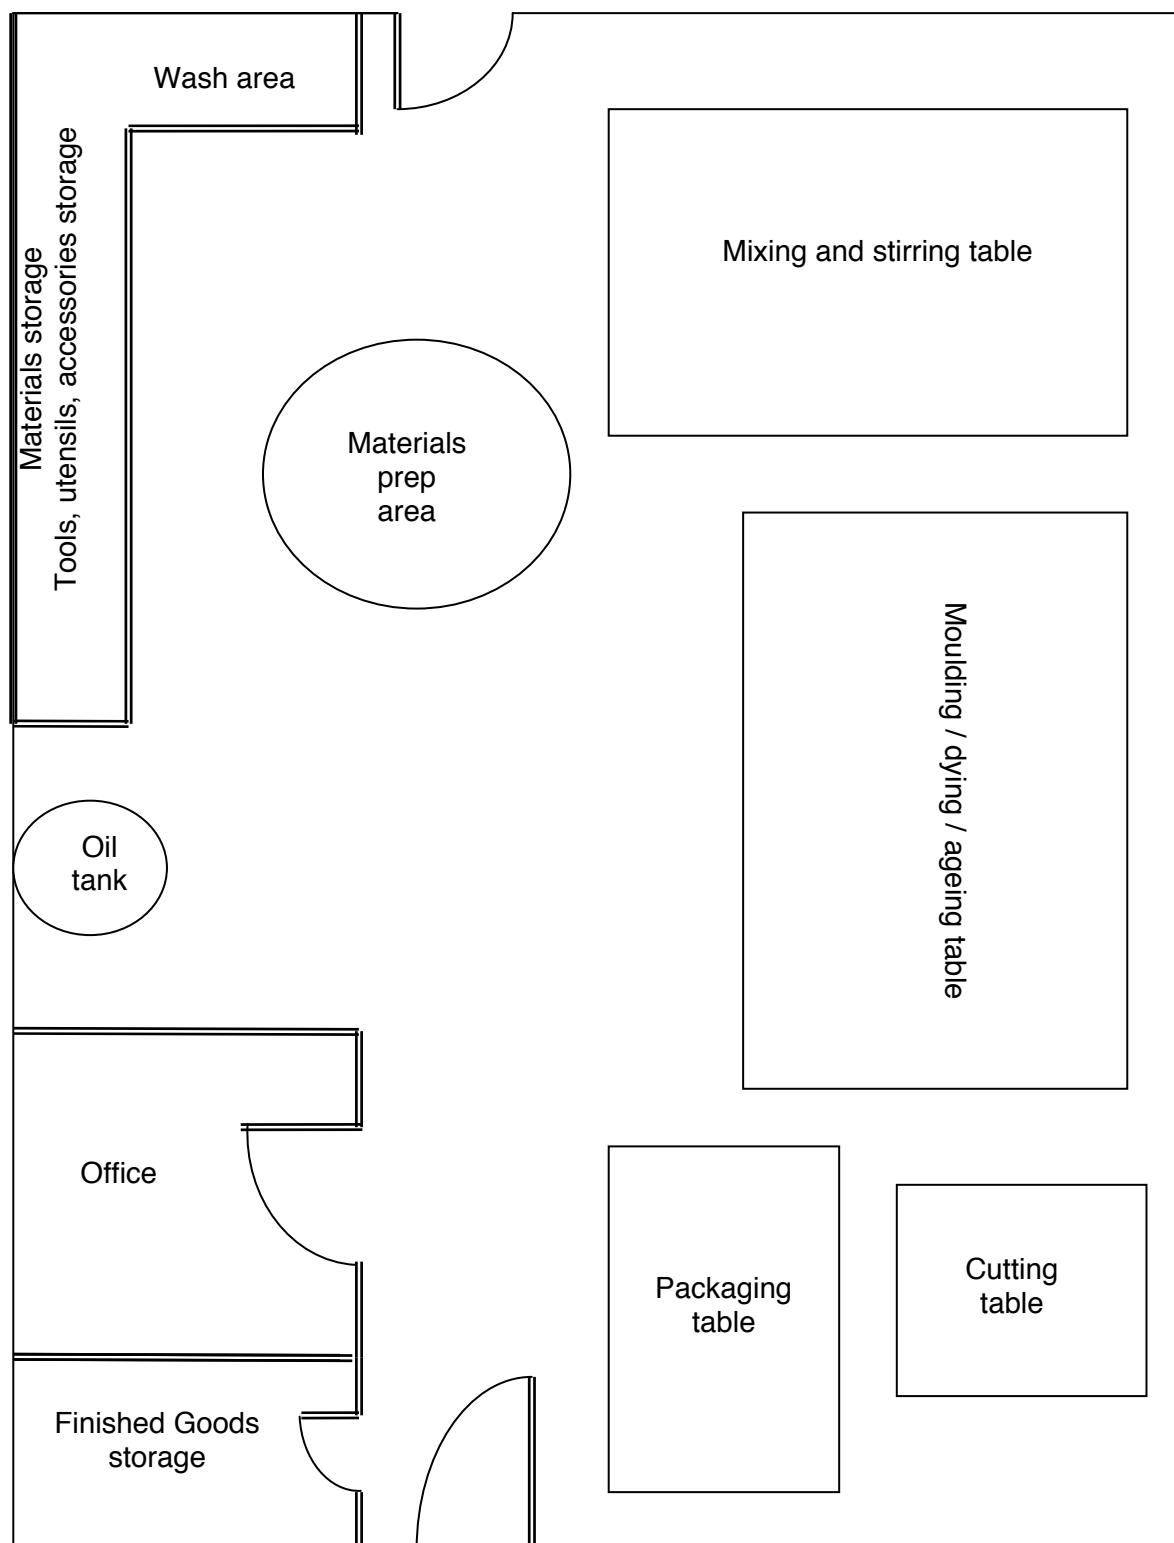 Wash area
Materials storage
Tools, utensils, accessories storage
Mixing and stirring table
Materials
prep
area
Moulding / dying / ageing table
Oil
tank
Office
Packaging
table
Cutting
table
Finished Goods
storage